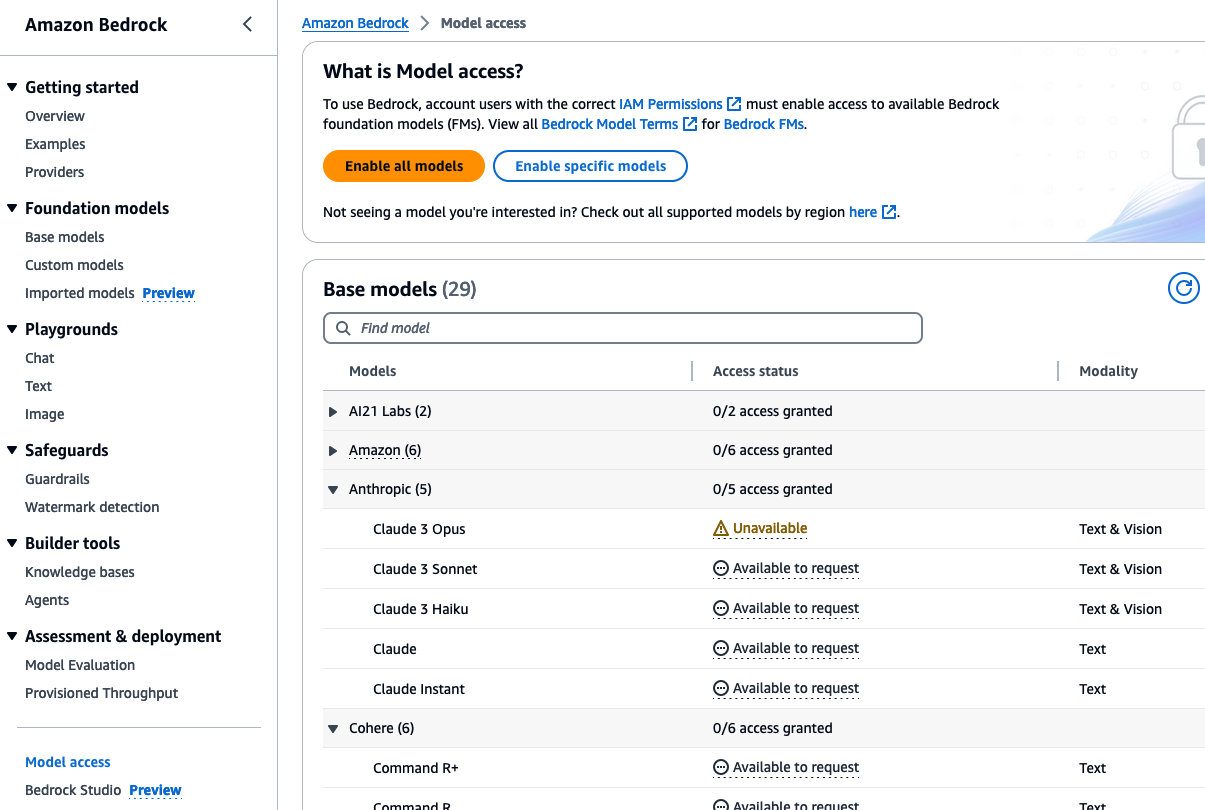 Amazon Bedrock
Getting started
Overview
Examples
Providers
Foundation models
Base models
Custom models
Imported models Preview
Playgrounds
Chat
Text
Image
Safeguards
Guardrails
Watermark detection
Builder tools
Knowledge bases
Agents
Assessment & deployment
Model Evaluation
Provisioned Throughput
Model access
Bedrock Studio Preview
Amazon Bedrock > Model access
What is Model access?
To use Bedrock, account users with the correct IAM Permissions must enable access to available Bedrock
foundation models (FMs). View all Bedrock Model Terms for Bedrock FMs.
Enable all models Enable specific models
Not seeing a model you're interested in? Check out all supported models by region here.
Base models (29)
Find model
Models Access status Modality
AI21 Labs (2) 0/2 access granted
Amazon (6) 0/6 access granted
Anthropic (5) 0/5 access granted
Claude 3 Opus Unavailable Text & Vision
Claude 3 Sonnet Available to request Text & Vision
Claude 3 Haiku Available to request Text & Vision
Claude Available to request Text
Claude Instant Available to request Text
Cohere (6) 0/6 access granted
Command R+ Available to request Text
Command R Available to request Text